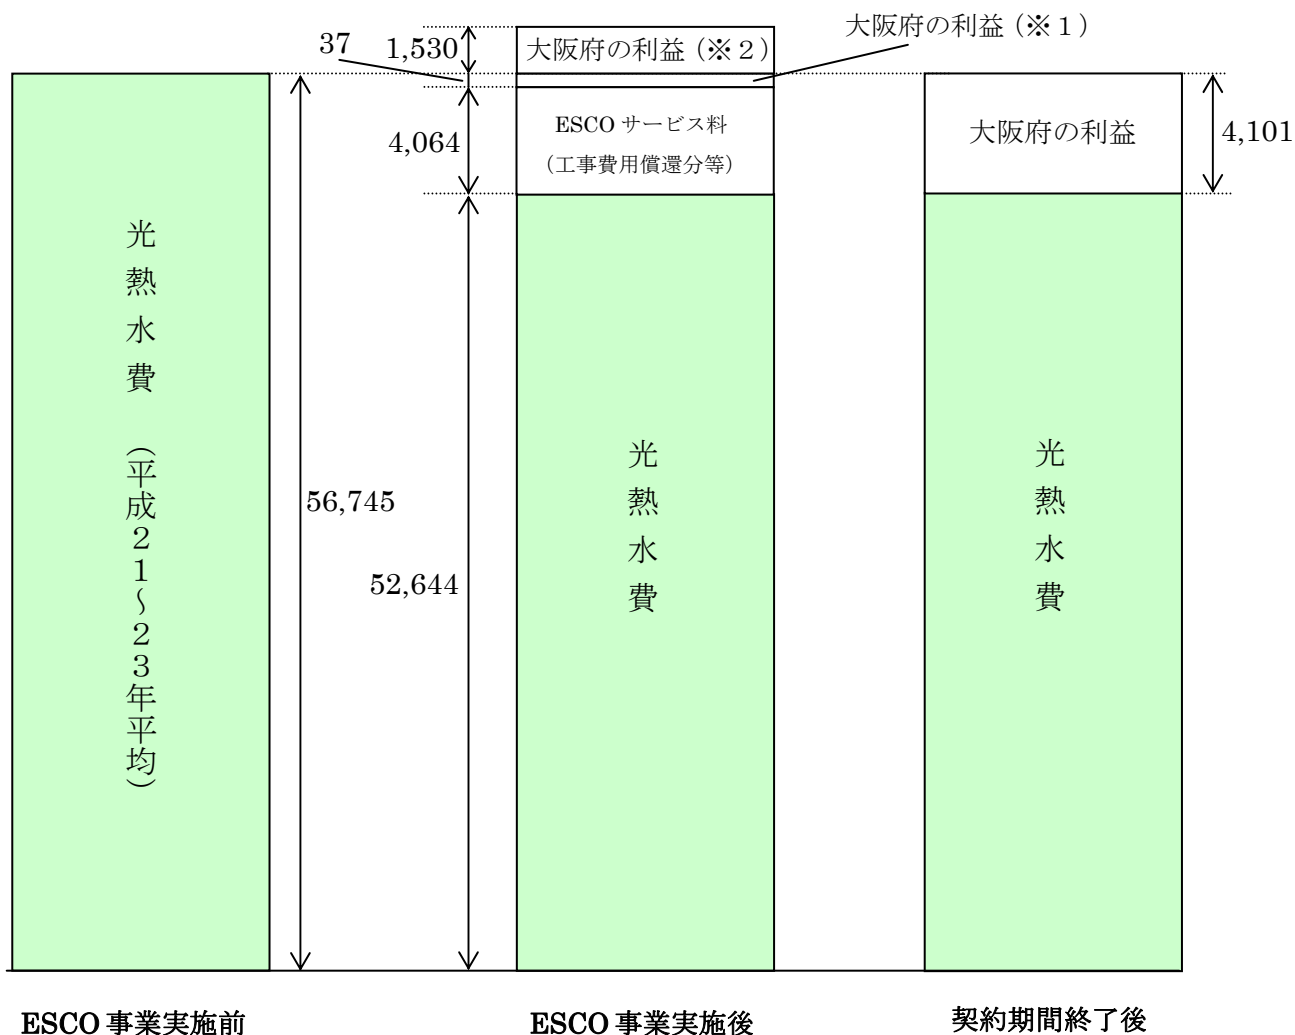 大阪府の利益（※１）
37
1,530
大阪府の利益（※２）
4,064
ESCO サービス料
（工事費用償還分等）
大阪府の利益
4,101
光熱水費　（平成２１～２３年平均）
56,745
52,644
光熱水費
光熱水費
ESCO 事業実施前
ESCO 事業実施後
契約期間終了後